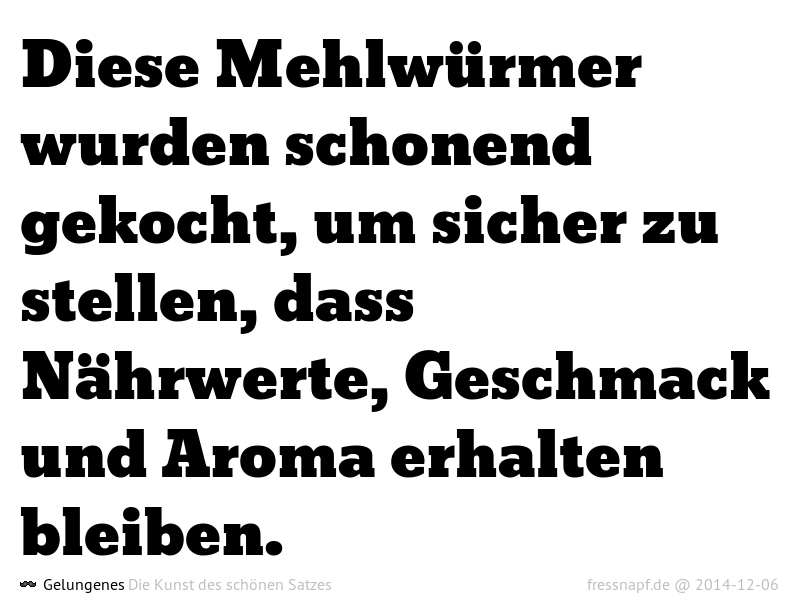 Diese Mehlwürmer
wurden schonend
gekocht, um sicher zu
stellen, dass
Nährwerte, Geschmack
und Aroma erhalten
bleiben.
Gelungenes Die Kunst des schönen Satzes
fressnapf.de @ 2014-12-06